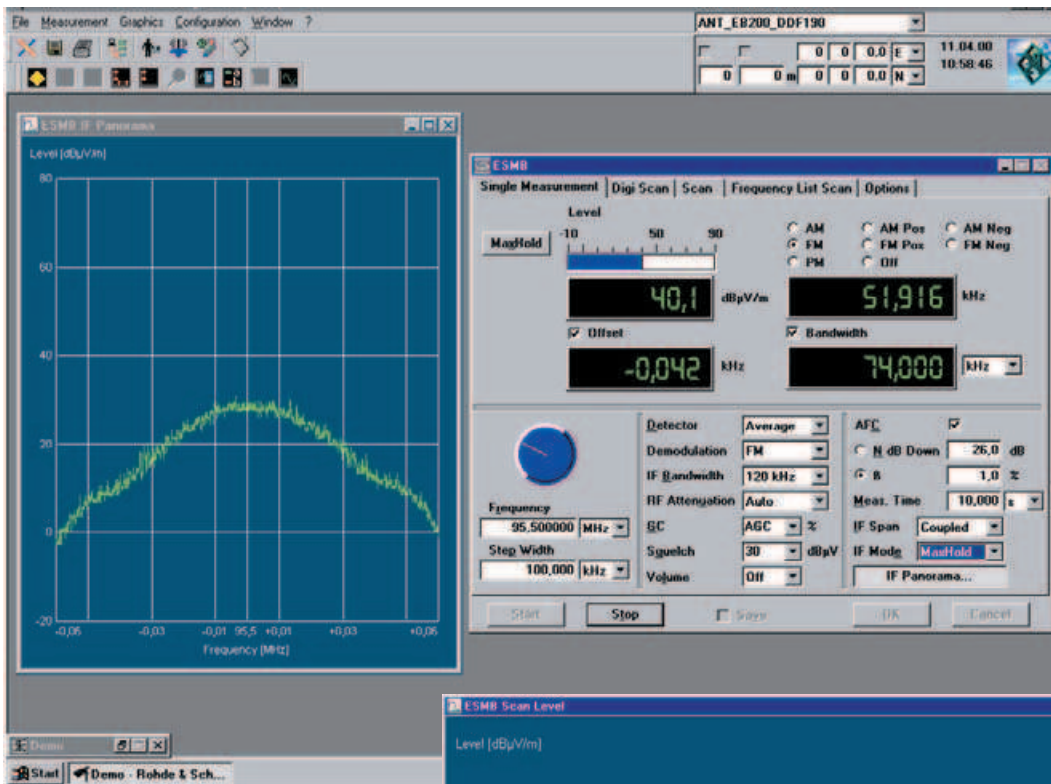 File Measurement Graphics Configuration Window ?
ANT_EB200_DDF190
0 0 0.0 E
0 0 m 0 0 0.0 N
11.04.00
10:58:46
ESMB IF Panorama
Level [dBµV/m]
80
60
40
20
0
-20
-0,06 -0,03 -0,01 95,5 +0,01 +0,03 +0,06
Frequency [MHz]
ESMB
Single Measurement Digi Scan Scan Frequency List Scan Options
Level
MaxHold
-10 50 90
AM AM Pos AM Neg
FM FM Pos FM Neg
PM Off
40,1 dBµV/m
51,916 kHz
Offset
Bandwidth
-0,042 kHz
74,000 kHz
Frequency
95,500000 MHz
Step Width
100,000 kHz
Detector Average
Demodulation FM
IF Bandwidth 120 kHz
RF Attenuation Auto
GC AGC %
Squelch 30 dBµV
Volume Off
AFC
N dB Down 26,0 dB
B 1,0 %
Meas. Time 10,000 s
IF Span Coupled
IF Mode MaxHold
IF Panorama...
Start Stop Save OK Cancel
ESMB Scan Level
Level [dBµV/m]
Demo
Start Demo - Rohde & Sch...